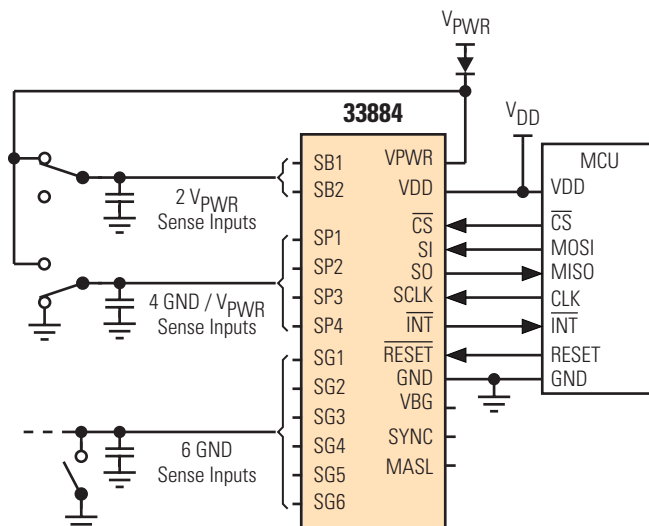 VPWR
33884
VDD
MCU
SB1
SB2
2 VPWR
Sense Inputs
SP1
SP2
SP3
SP4
4 GND / VPWR
Sense Inputs
SG1
SG2
SG3
SG4
SG5
SG6
6 GND
Sense Inputs
VPWR
VDD
CS
SI
SO
SCLK
INT
RESET
GND
VBG
SYNC
MASL
VDD
CS
MOSI
MISO
CLK
INT
RESET
GND